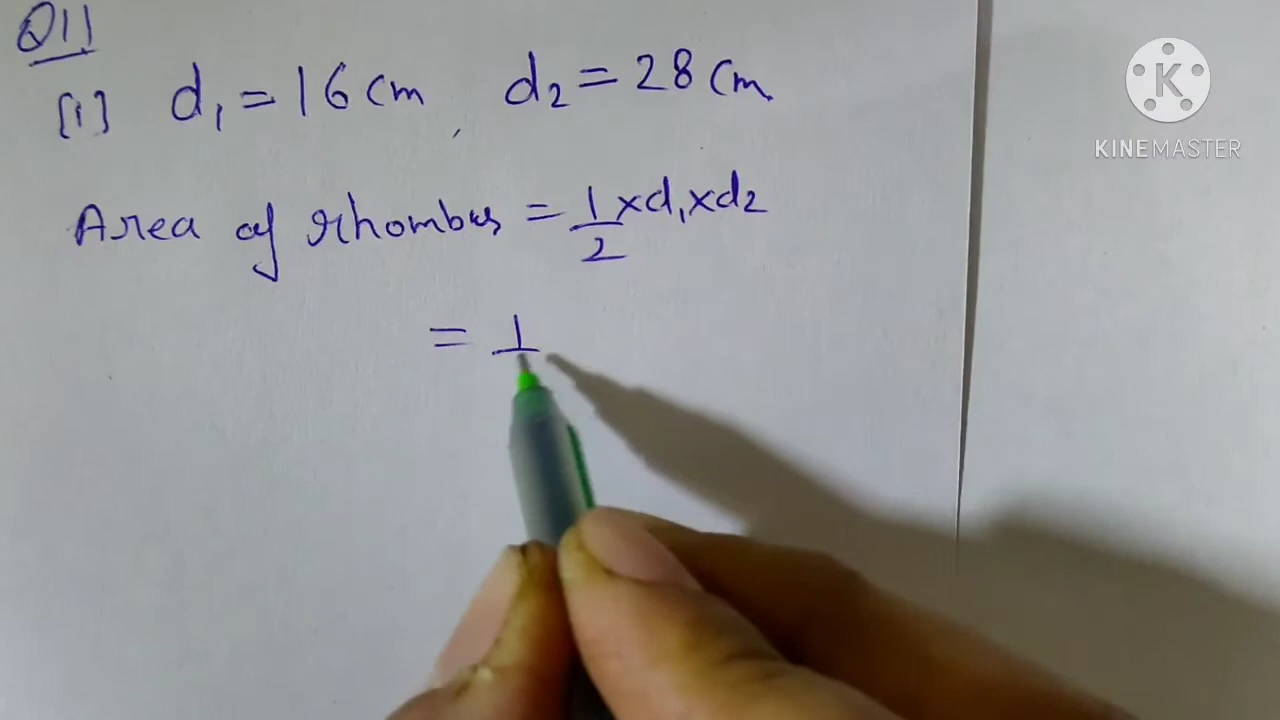 Q11
[1] d₁ = 16 cm, d₂ = 28 cm
Area of rhombus = 1/2 x d₁ x d₂
= 1
K
KINEMASTER